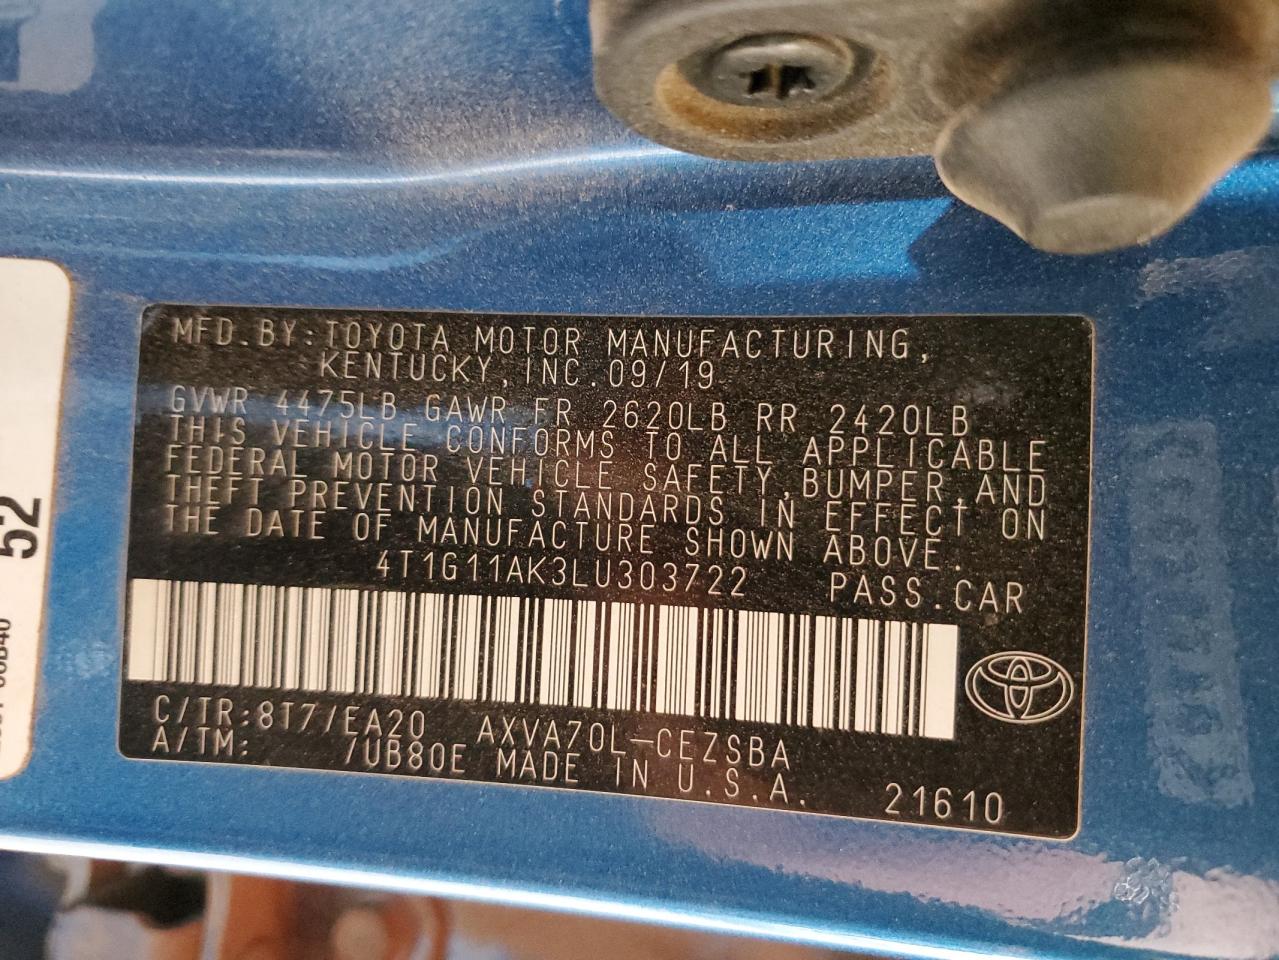 MFD.BY:TOYOTA MOTOR MANUFACTURING,
KENTUCKY,INC.09/19
GVWR 4475LB GAWR FR 2620LB RR 2420LB
THIS VEHICLE CONFORMS TO ALL APPLICABLE
FEDERAL MOTOR VEHICLE SAFETY,BUMPER,AND
THEFT PREVENTION STANDARDS IN EFFECT ON
THE DATE OF MANUFACTURE SHOWN ABOVE.
4T1G11AK3LU303722 PASS.CAR
C/TR:8T7/EA20 AXVA70L-CEZSBA
A/TM: /UB80E MADE IN U.S.A. 21610
52